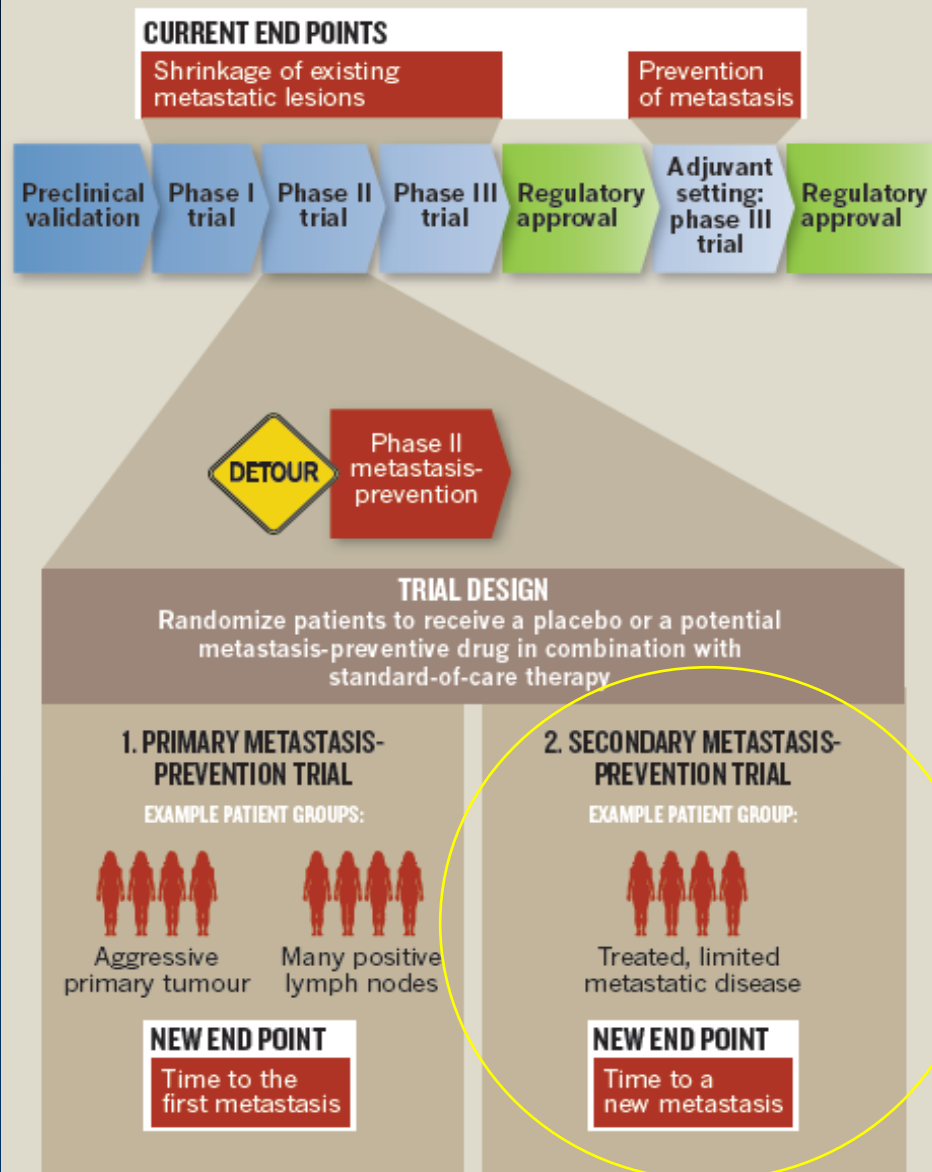 CURRENT END POINTS
Shrinkage of existing
metastatic lesions
Prevention
of metastasis
Preclinical
validation
Phase I
trial
Phase II
trial
Phase III
trial
Regulatory
approval
Adjuvant
setting:
phase III
trial
Regulatory
approval
DETOUR
Phase II
metastasis-
prevention
TRIAL DESIGN
Randomize patients to receive a placebo or a potential
metastasis-preventive drug in combination with
standard-of-care therapy
1. PRIMARY METASTASIS-
PREVENTION TRIAL
EXAMPLE PATIENT GROUPS:
Aggressive
primary tumour
Many positive
lymph nodes
NEW END POINT
Time to the
first metastasis
2. SECONDARY METASTASIS-
PREVENTION TRIAL
EXAMPLE PATIENT GROUP:
Treated, limited
metastatic disease
NEW END POINT
Time to a
new metastasis